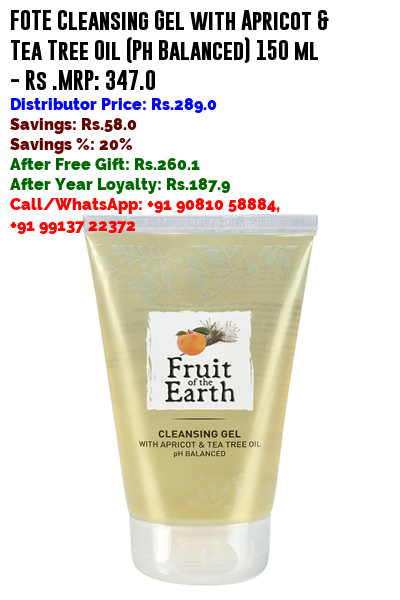 FOTE Cleansing Gel with Apricot &
Tea Tree Oil (Ph Balanced) 150 ml
- Rs .MRP: 347.0
Distributor Price: Rs.289.0
Savings: Rs.58.0
Savings %: 20%
After Free Gift: Rs.260.1
After Year Loyalty: Rs.187.9
Call/WhatsApp: +91 90810 58884,
+91 99137 22372
Fruit
of the
Earth
CLEANSING GEL
WITH APRICOT & TEA TREE OIL
pH BALANCED